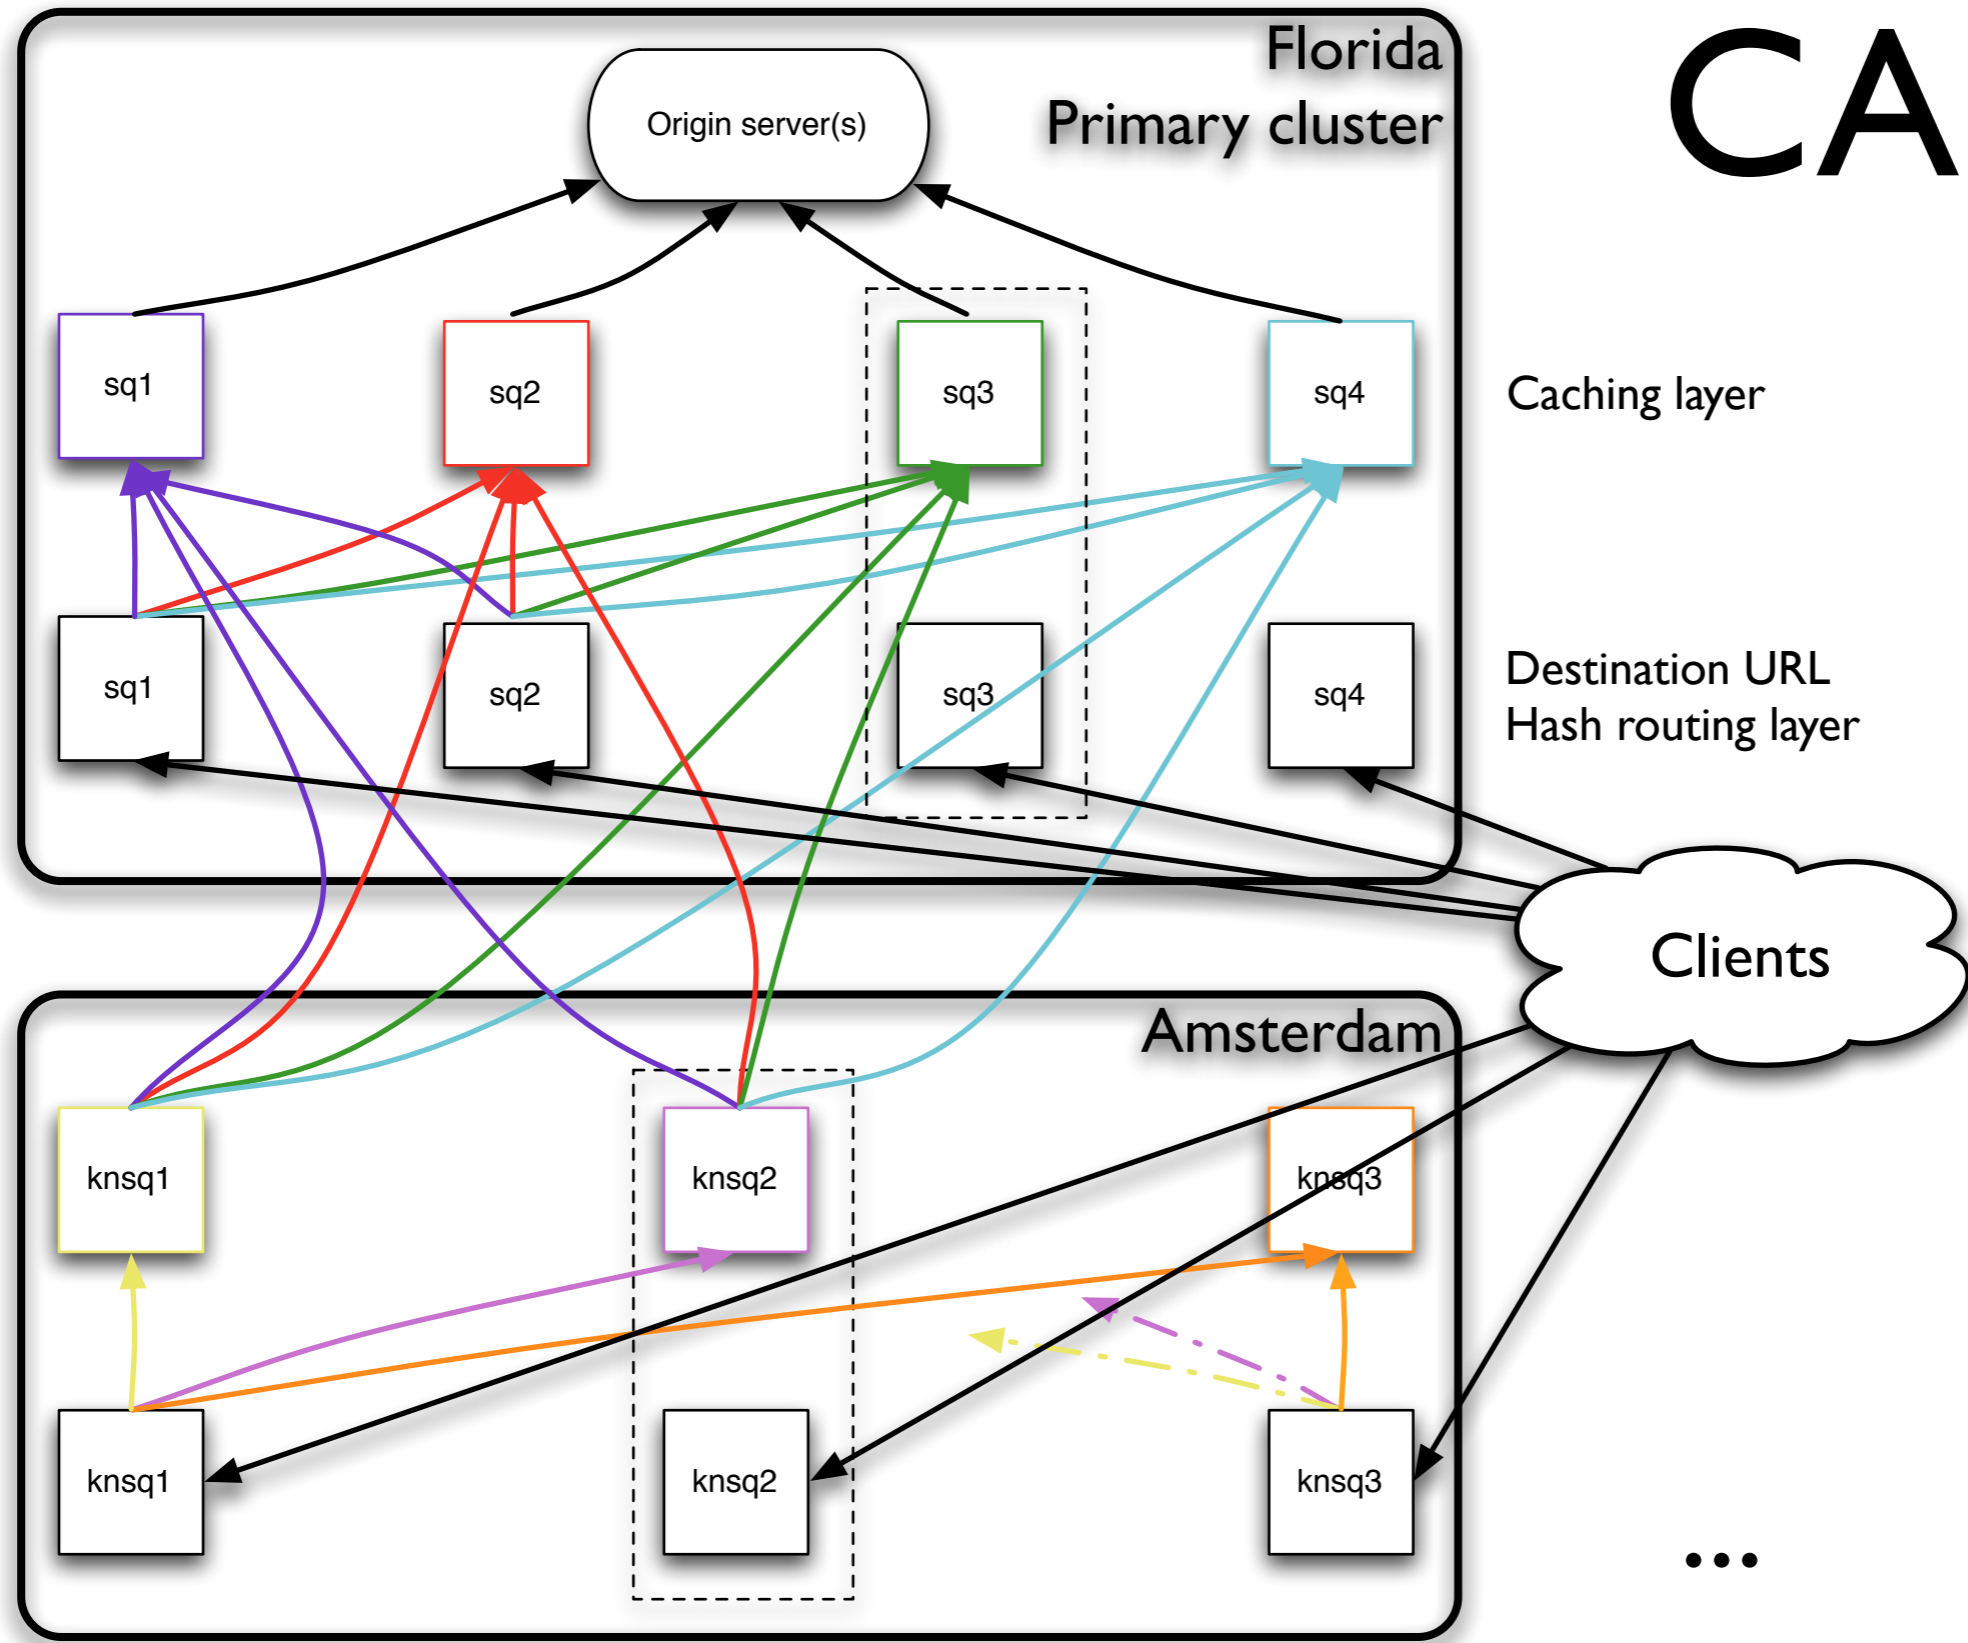 CA
Florida
Primary cluster
Origin server(s)
sq1
sq2
sq3
sq4
Caching layer
sq1
sq2
sq3
sq4
Destination URL
Hash routing layer
Clients
Amsterdam
knsq1
knsq2
knsq3
knsq1
knsq2
knsq3
...